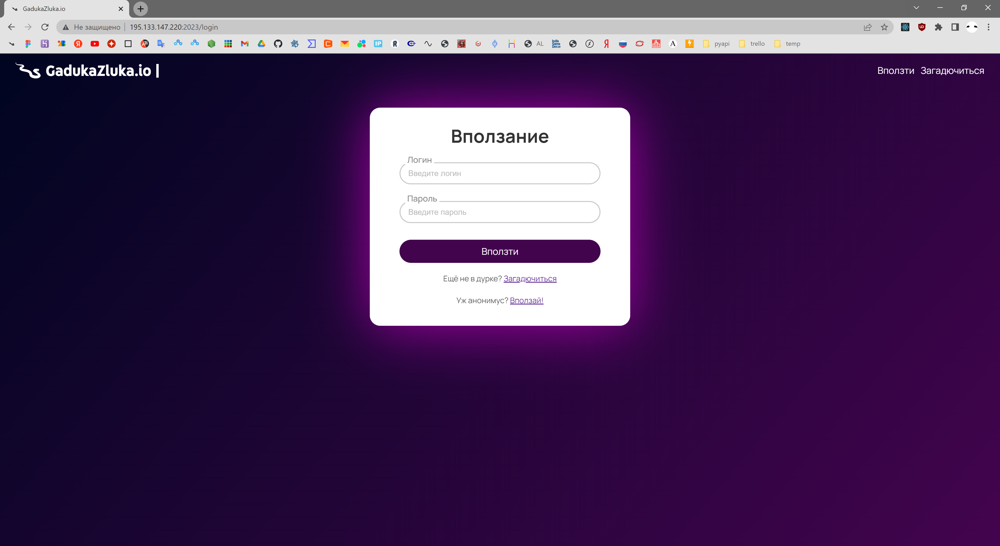 GadukaZluka.io
Не защищено 195.133.147.220:2023/login
AL pyapi trello temp
GadukaZluka.io |
Вползти Загадючиться
Вползание
Логин
Введите логин
Пароль
Введите пароль
Вползти
Ещё не в дурке? Загадючиться
Уж анонимус? Вползай!